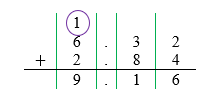 1
6 . 3 2
+ 2 . 8 4
9 . 1 6